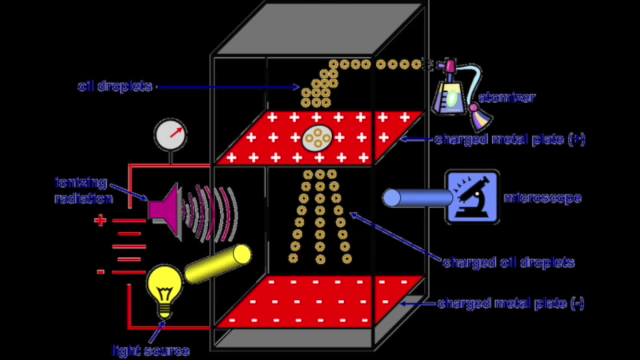 oil droplets
atomizer
charged metal plate (+)
ionizing
radiation
microscope
+
-
charged oil droplets
charged metal plate (-)
light source